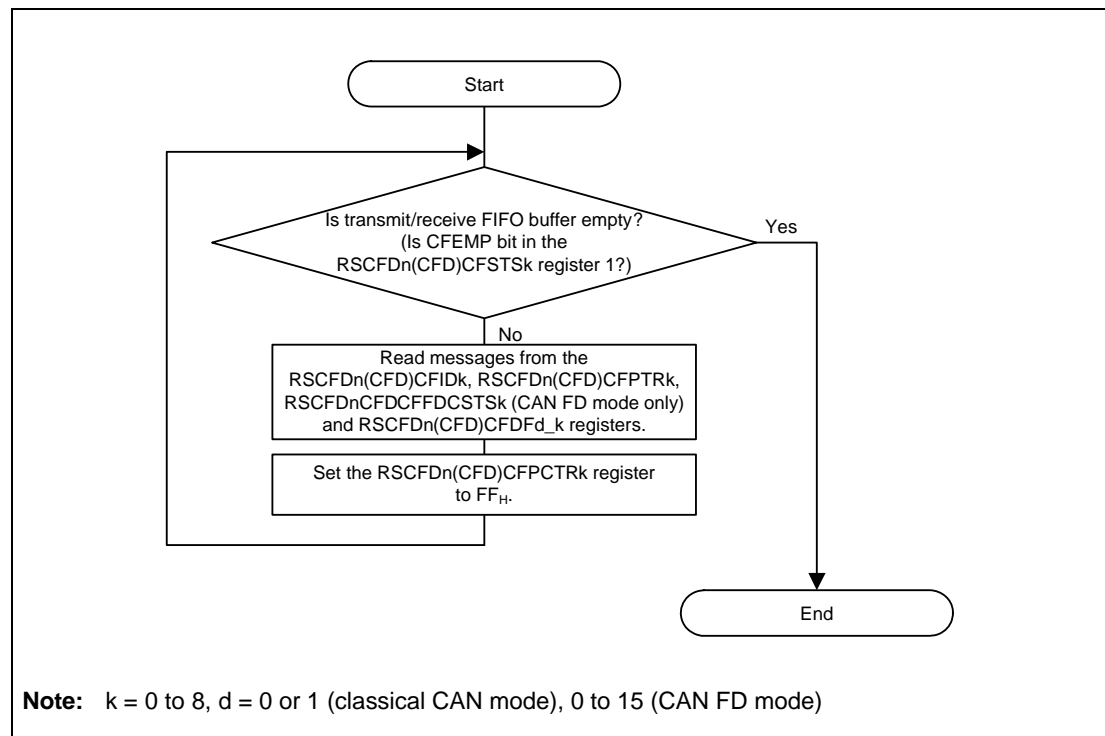 Start
Is transmit/receive FIFO buffer empty?
(Is CFEMP bit in the
RSCFDn(CFD)CFSTSk register 1?)
Yes
No
Read messages from the
RSCFDn(CFD)CFIDk, RSCFDn(CFD)CFPTRk,
RSCFDnCFDCFFDCSTSk (CAN FD mode only)
and RSCFDn(CFD)CFDFd_k registers.
Set the RSCFDn(CFD)CFPCTRk register
to FFH.
End
Note: k = 0 to 8, d = 0 or 1 (classical CAN mode), 0 to 15 (CAN FD mode)